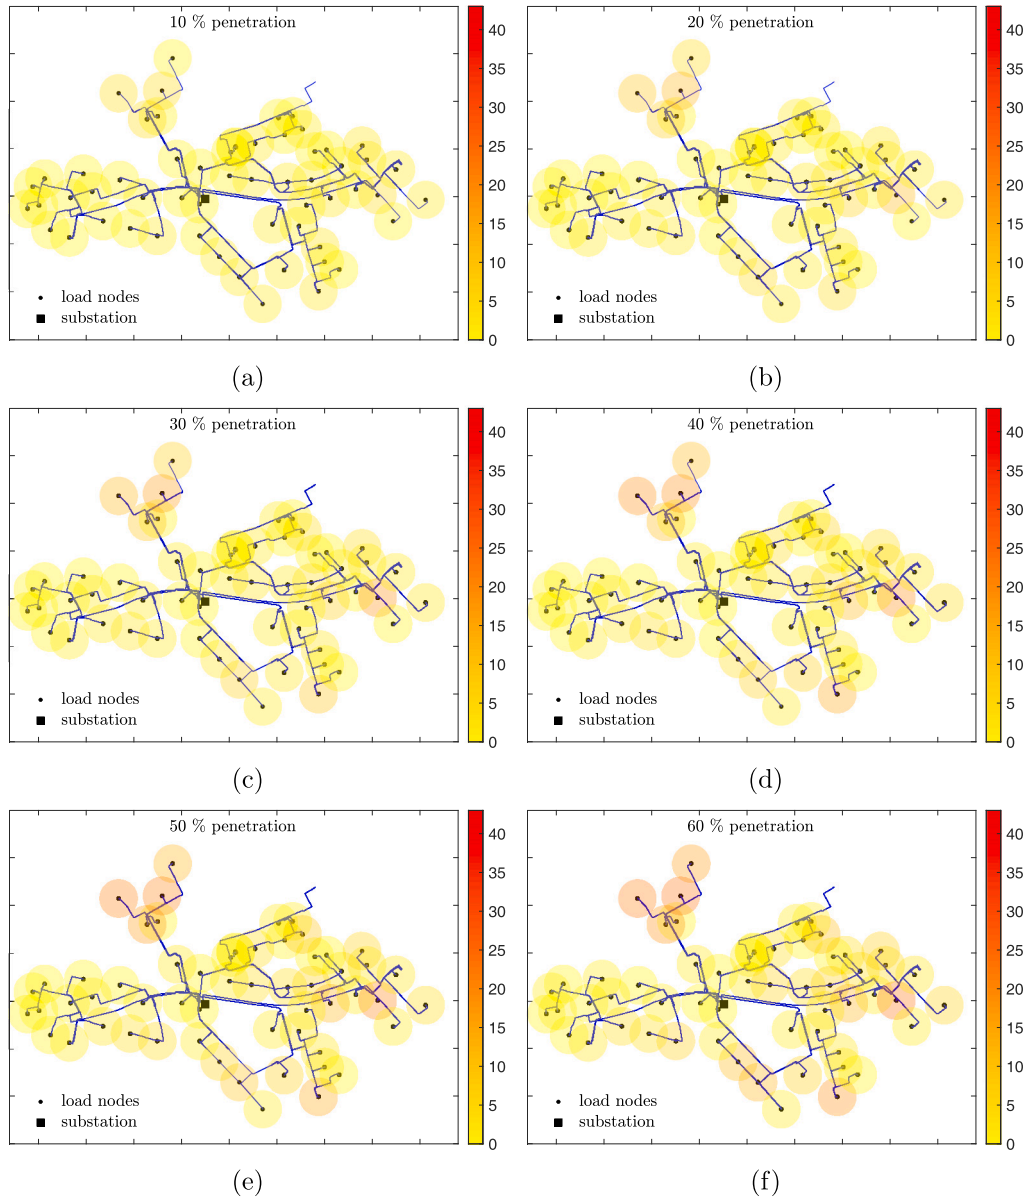 10 % penetration
40
35
30
25
20
15
10
5
0
load nodes
substation
(a)
20 % penetration
40
35
30
25
20
15
10
5
0
load nodes
substation
(b)
30 % penetration
40
35
30
25
20
15
10
5
0
load nodes
substation
(c)
40 % penetration
40
35
30
25
20
15
10
5
0
load nodes
substation
(d)
50 % penetration
40
35
30
25
20
15
10
5
0
load nodes
substation
(e)
60 % penetration
40
35
30
25
20
15
10
5
0
load nodes
substation
(f)